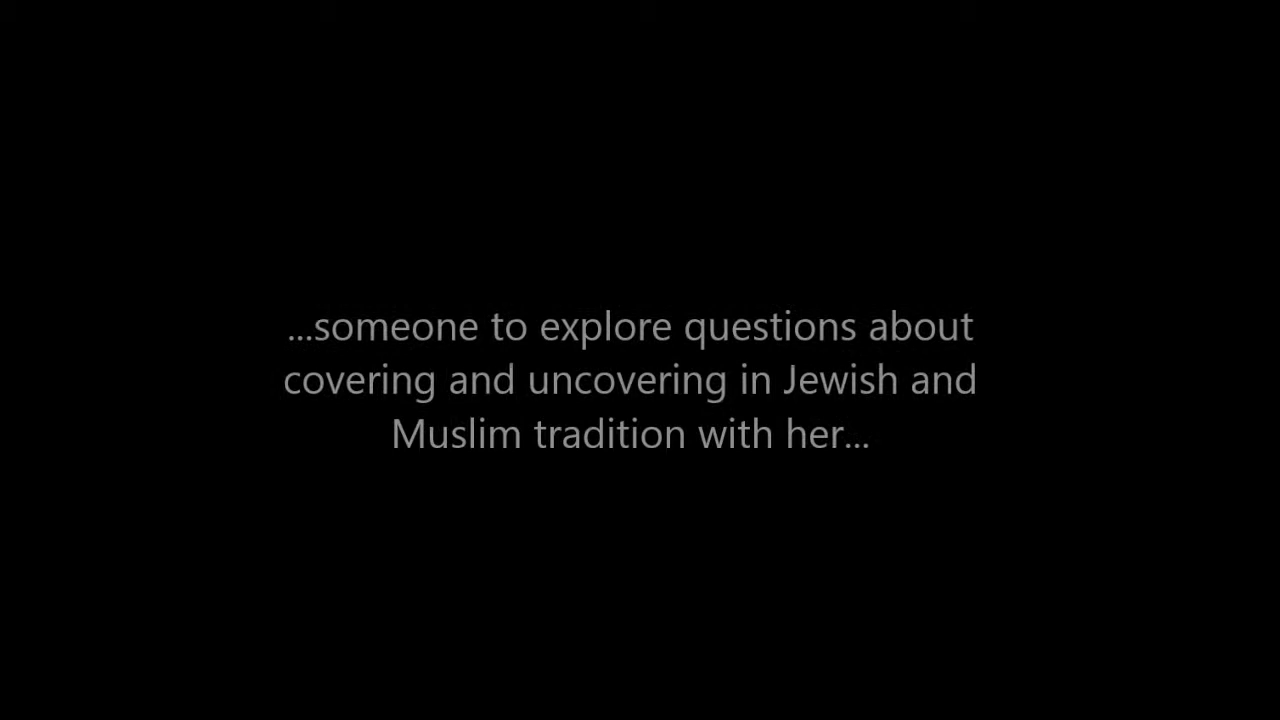 ...someone to explore questions about
covering and uncovering in Jewish and
Muslim tradition with her...